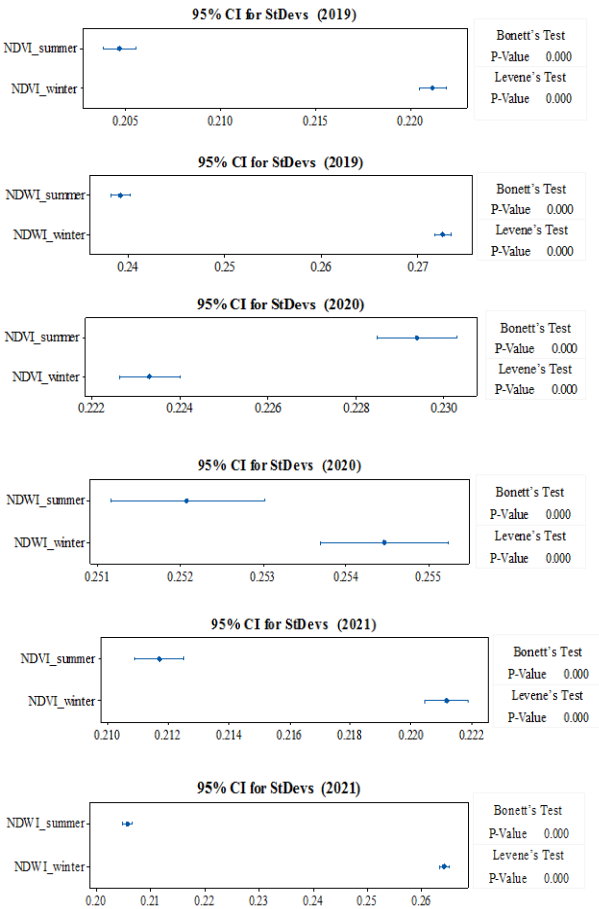 95% CI for StDevs (2019)
NDVI_summer
NDVI_winter
0.205 0.210 0.215 0.220
Bonett's Test
P-Value 0.000
Levene's Test
P-Value 0.000
95% CI for StDevs (2019)
NDWI_summer
NDWI_winter
0.24 0.25 0.26 0.27
Bonett's Test
P-Value 0.000
Levene's Test
P-Value 0.000
95% CI for StDevs (2020)
NDVI_summer
NDVI_winter
0.222 0.224 0.226 0.228 0.230
Bonett's Test
P-Value 0.000
Levene's Test
P-Value 0.000
95% CI for StDevs (2020)
NDWI_summer
NDWI_winter
0.251 0.252 0.253 0.254 0.255
Bonett's Test
P-Value 0.000
Levene's Test
P-Value 0.000
95% CI for StDevs (2021)
NDVI_summer
NDVI_winter
0.210 0.212 0.214 0.216 0.218 0.220 0.222
Bonett's Test
P-Value 0.000
Levene's Test
P-Value 0.000
95% CI for StDevs (2021)
NDWI_summer
NDWI_winter
0.20 0.21 0.22 0.23 0.24 0.25 0.26
Bonett's Test
P-Value 0.000
Levene's Test
P-Value 0.000